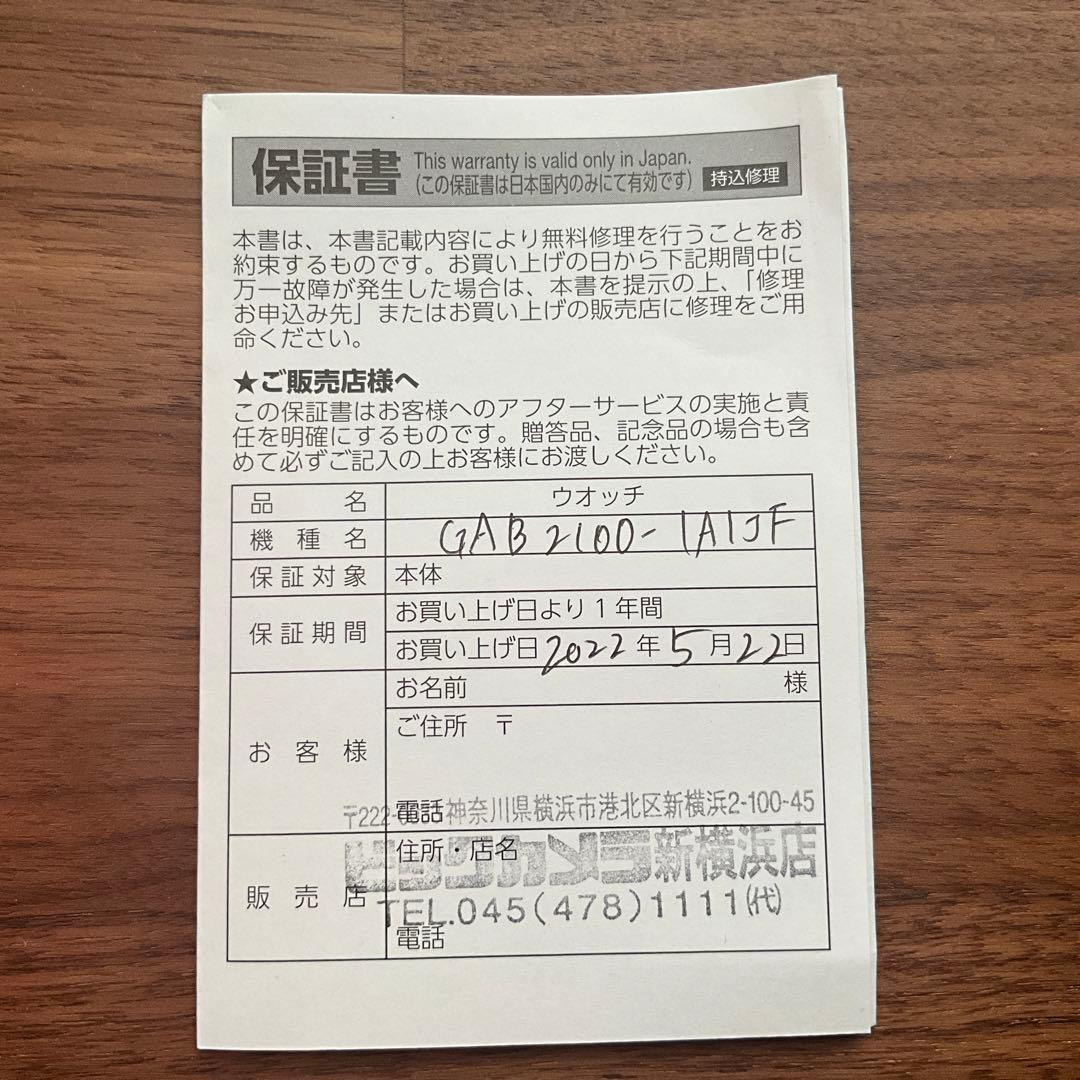 保証書 This warranty is valid only in Japan.
(この保証書は日本国内のみにて有効です) 持込修理
本書は、本書記載内容により無料修理を行うことをお
約束するものです。お買い上げの日から下記期間中に
万一故障が発生した場合は、本書を提示の上、「修理
お申込み先」またはお買い上げの販売店に修理をご用
命ください。
★ご販売店様へ
この保証書はお客様へのアフターサービスの実施と責
任を明確にするものです。贈答品、記念品の場合も含
めて必ずご記入の上お客様にお渡しください。
品名 ウオッチ
機種名 GAB2100-1A1JF
保証対象 本体
保証期間 お買い上げ日より1年間
お買い上げ日2022年5月22日
お客様 お名前 様
ご住所 〒
電話
〒222- 神奈川県横浜市港北区新横浜2-100-45
販売店 住所・店名
ビックカメラ新横浜店
TEL.045(478)1111(代)
電話